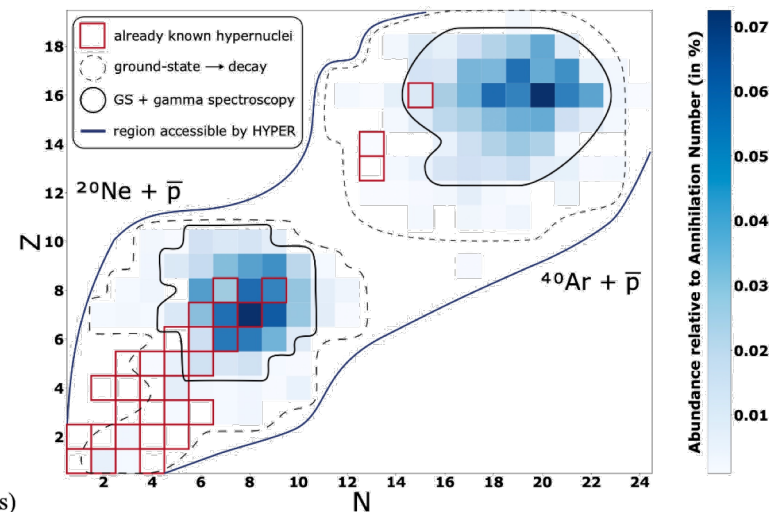 already known hypernuclei
ground-state → decay
GS + gamma spectroscopy
region accessible by HYPER
²⁰Ne + p̅
⁴⁰Ar + p̅
Z
18
16
14
12
10
8
6
4
2
2 4 6 8 10 12 14 16 18 20 22 24
N
0.07
0.06
0.05
0.04
0.03
0.02
0.01
Abundance relative to Annihilation Number (in %)
s)